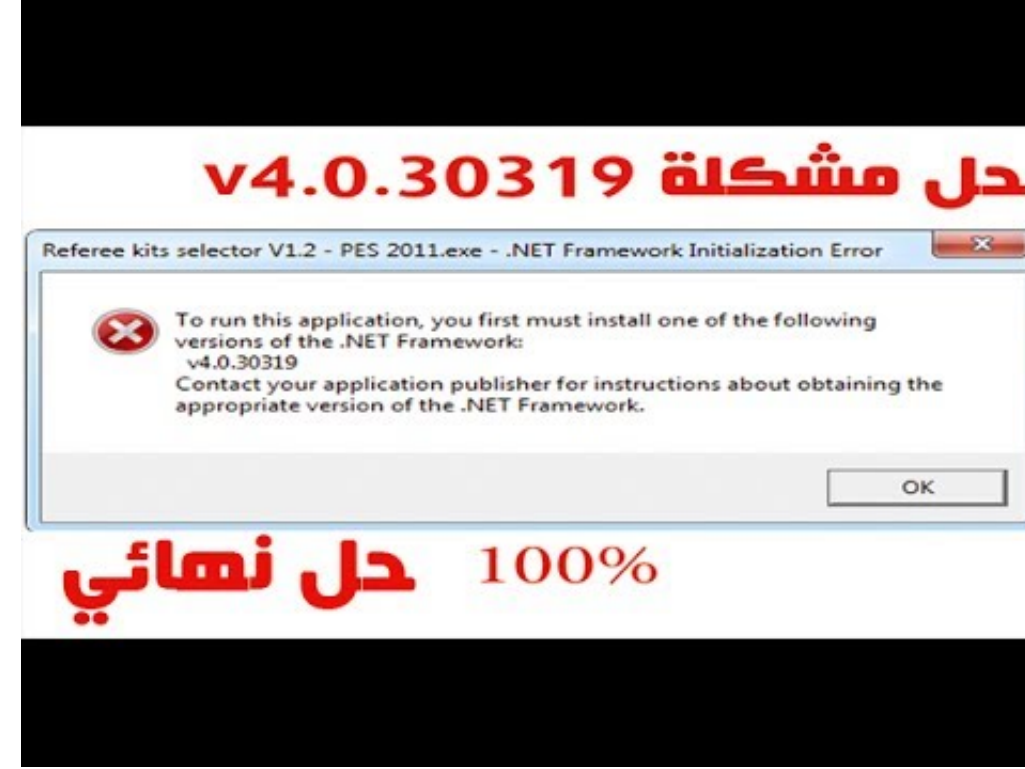 حل مشكلة v4.0.30319
Referee kits selector V1.2 - PES 2011.exe - .NET Framework Initialization Error
To run this application, you first must install one of the following
versions of the .NET Framework:
v4.0.30319
Contact your application publisher for instructions about obtaining the
appropriate version of the .NET Framework.
OK
حل نهائي 100%